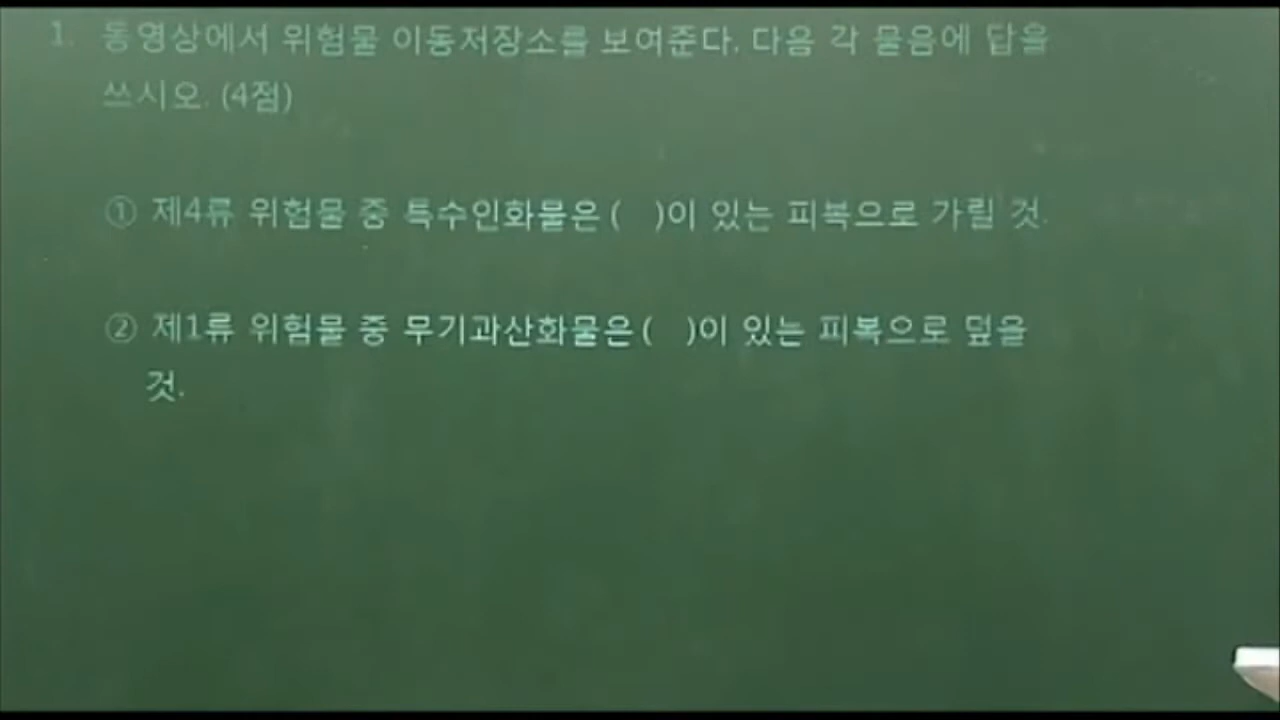 1. 동영상에서 위험물 이동저장소를 보여준다. 다음 각 물음에 답을
쓰시오. (4점)
① 제4류 위험물 중 특수인화물은 ( )이 있는 피복으로 가릴 것.
② 제1류 위험물 중 무기과산화물은 ( )이 있는 피복으로 덮을
것.